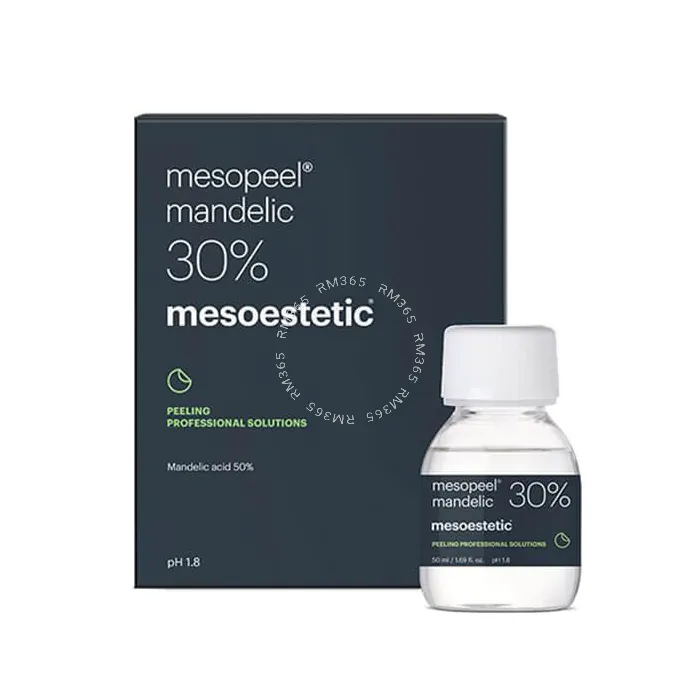 mesopeel®
mandelic
30%
mesoestetic®
PEELING
PROFESSIONAL SOLUTIONS
Mandelic acid 50%
pH 1.8
RM365 RM365 RM365 RM365 RM365 RM365 RM365
mesopeel®
mandelic 30%
mesoestetic®
PEELING PROFESSIONAL SOLUTIONS
50 ml / 1.69 fl. oz. pH 1.8